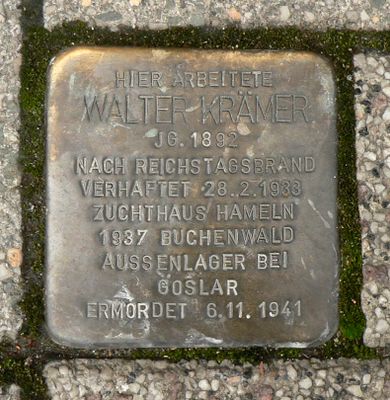 HIER ARBEITETE
WALTER KRÄMER
JG. 1892
NACH REICHSTAGSBRAND
VERHAFTET 28.2.1933
ZUCHTHAUS HAMELN
1937 BUCHENWALD
AUSSENLAGER BEI
GOSLAR
ERMORDET 6.11.1941